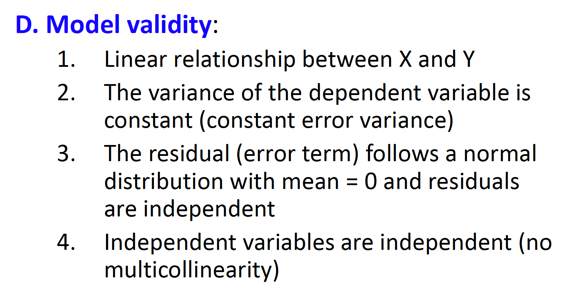 D. Model validity:
1. Linear relationship between X and Y
2. The variance of the dependent variable is
constant (constant error variance)
3. The residual (error term) follows a normal
distribution with mean = 0 and residuals
are independent
4. Independent variables are independent (no
multicollinearity)